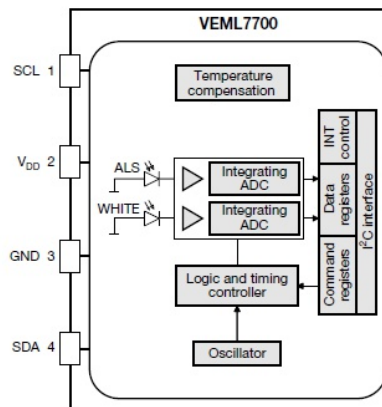 VEML7700
SCL 1
Temperature
compensation
V_DD 2
ALS
Integrating
ADC
WHITE
Integrating
ADC
INT
control
Data
registers
Command
registers
I²C interface
GND 3
Logic and timing
controller
SDA 4
Oscillator